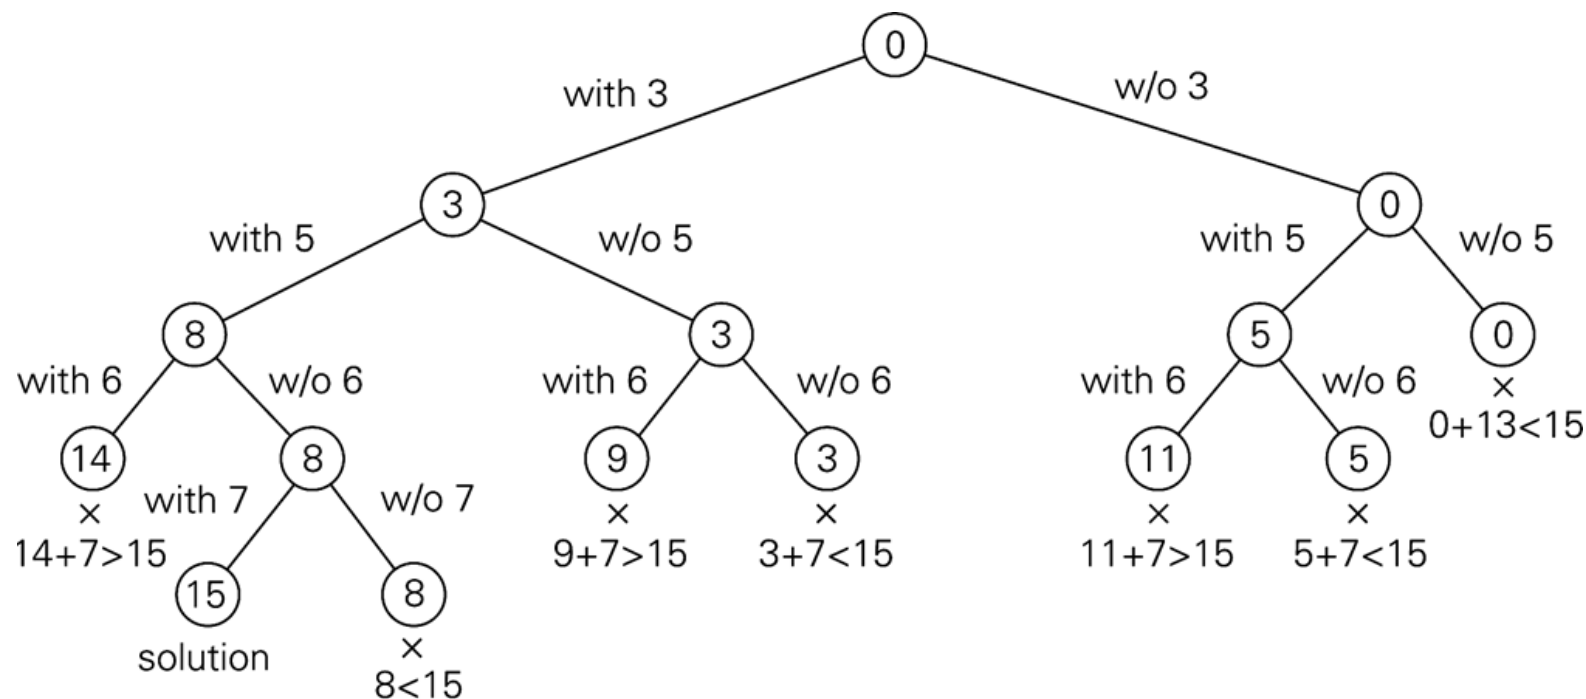 0
with 3
w/o 3
3
0
with 5
w/o 5
with 5
w/o 5
8
3
5
0
with 6
w/o 6
with 6
w/o 6
with 6
w/o 6
×
0+13<15
14
8
9
3
11
5
with 7
w/o 7
×
×
×
×
×
14+7>15
9+7>15
3+7<15
11+7>15
5+7<15
15
8
solution
×
8<15